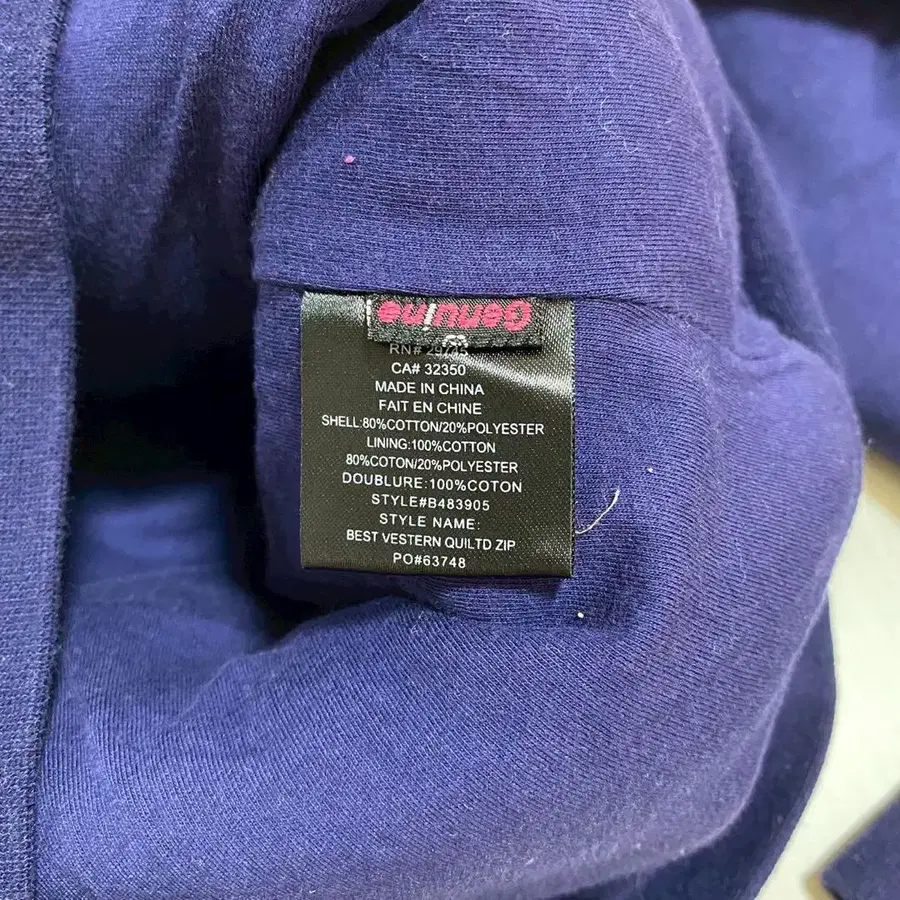 Genuine
RN#
CA# 32350
MADE IN CHINA
FAIT EN CHINE
SHELL:80%COTTON/20%POLYESTER
LINING:100%COTTON
80%COTON/20%POLYESTER
DOUBLURE:100%COTON
STYLE#B483905
STYLE NAME:
BEST VESTERN QUILTD ZIP
PO#63748